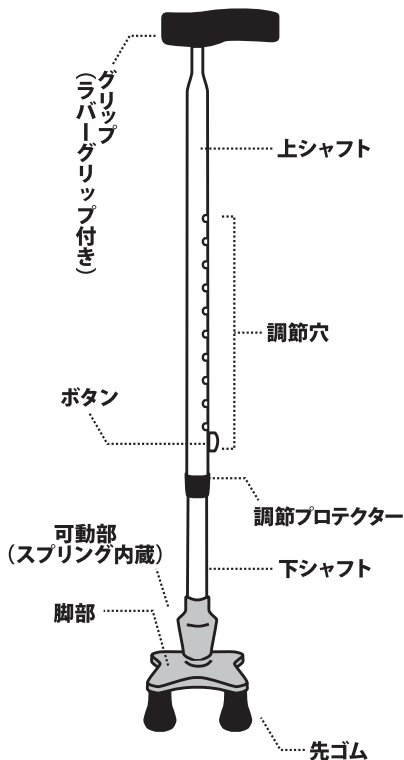 グリップ
（ラバーグリップ付き）
上シャフト
調節穴
ボタン
調節プロテクター
可動部
（スプリング内蔵）
下シャフト
脚部
先ゴム